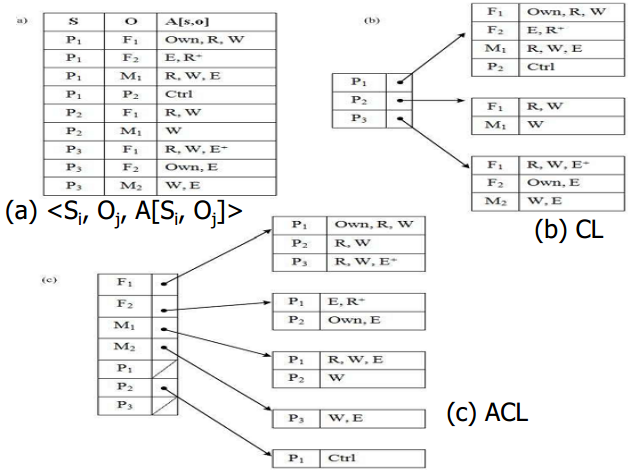 a)
S O A[s,o]
P₁ F₁ Own, R, W
P₁ F₂ E, R⁺
P₁ M₁ R, W, E
P₁ P₂ Ctrl
P₂ F₁ R, W
P₂ M₁ W
P₃ F₁ R, W, E⁺
P₃ F₂ Own, E
P₃ M₂ W, E
(a) <Sᵢ, Oⱼ, A[Sᵢ, Oⱼ]>
(b)
P₁
P₂
P₃
F₁ Own, R, W
F₂ E, R⁺
M₁ R, W, E
P₂ Ctrl
F₁ R, W
M₁ W
F₁ R, W, E⁺
F₂ Own, E
M₂ W, E
(b) CL
(c)
F₁
F₂
M₁
M₂
P₁
P₂
P₃
P₁ Own, R, W
P₂ R, W
P₃ R, W, E⁺
P₁ E, R⁺
P₂ Own, E
P₁ R, W, E
P₂ W
P₃ W, E
P₁ Ctrl
(c) ACL